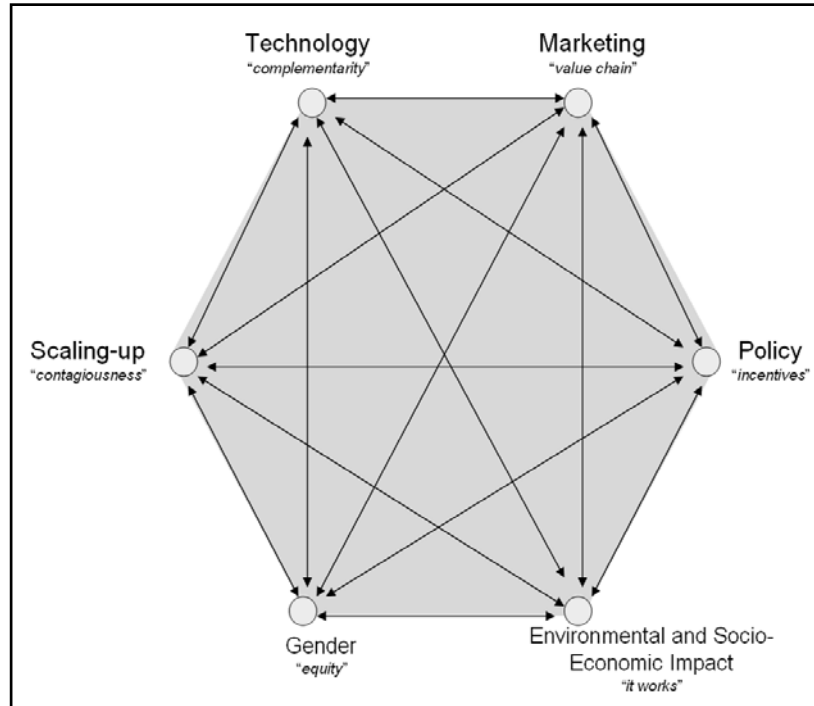 Technology
"complementarity"
Marketing
"value chain"
Scaling-up
"contagiousness"
Policy
"incentives"
Gender
"equity"
Environmental and Socio-
Economic Impact
"it works"